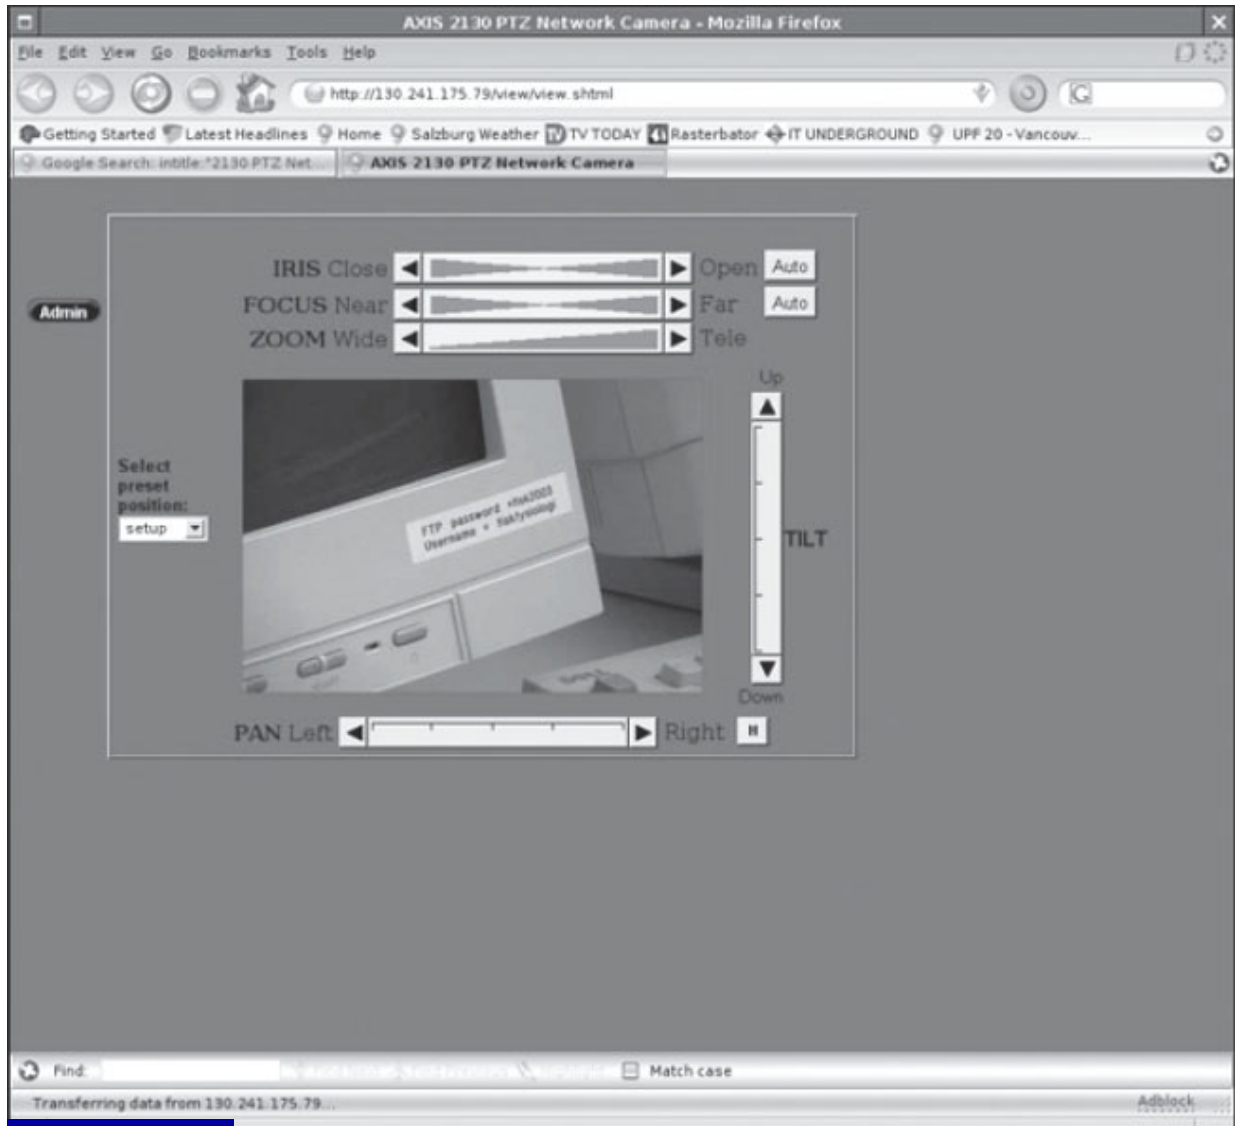 AXIS 2130 PTZ Network Camera - Mozilla Firefox
File Edit View Go Bookmarks Tools Help
http://130.241.175.79/view/view.shtml
Getting Started Latest Headlines Home Salzburg Weather TV TODAY Rasterbator IT UNDERGROUND UPF 20 - Vancouv...
Google Search: intitle:"2130 PTZ Net... AXIS 2130 PTZ Network Camera
IRIS Close Open Auto
Admin
FOCUS Near Far Auto
ZOOM Wide Tele
Up
Select
preset
position:
setup
FTP password
Username =
TILT
Down
PAN Left Right
Find: Match case
Transferring data from 130.241.175.79...
Adblock